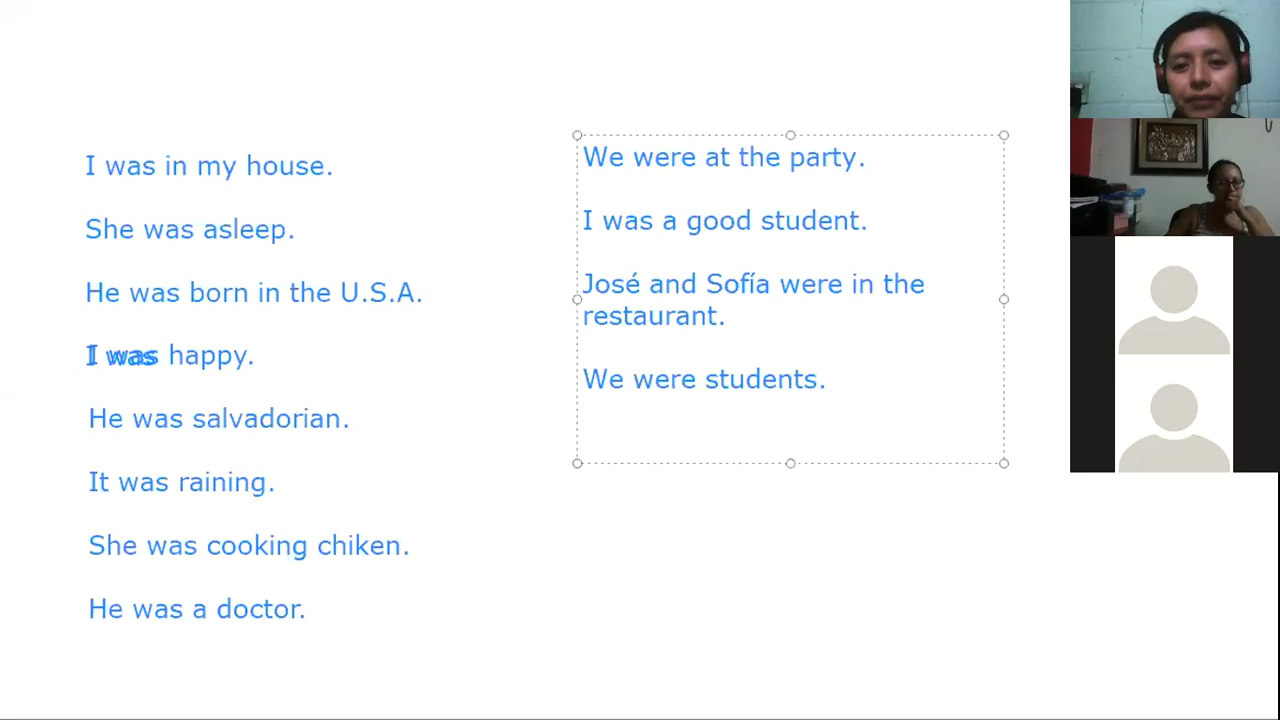 I was in my house.
She was asleep.
He was born in the U.S.A.
I was happy.
He was salvadorian.
It was raining.
She was cooking chiken.
He was a doctor.
We were at the party.
I was a good student.
José and Sofía were in the
restaurant.
We were students.